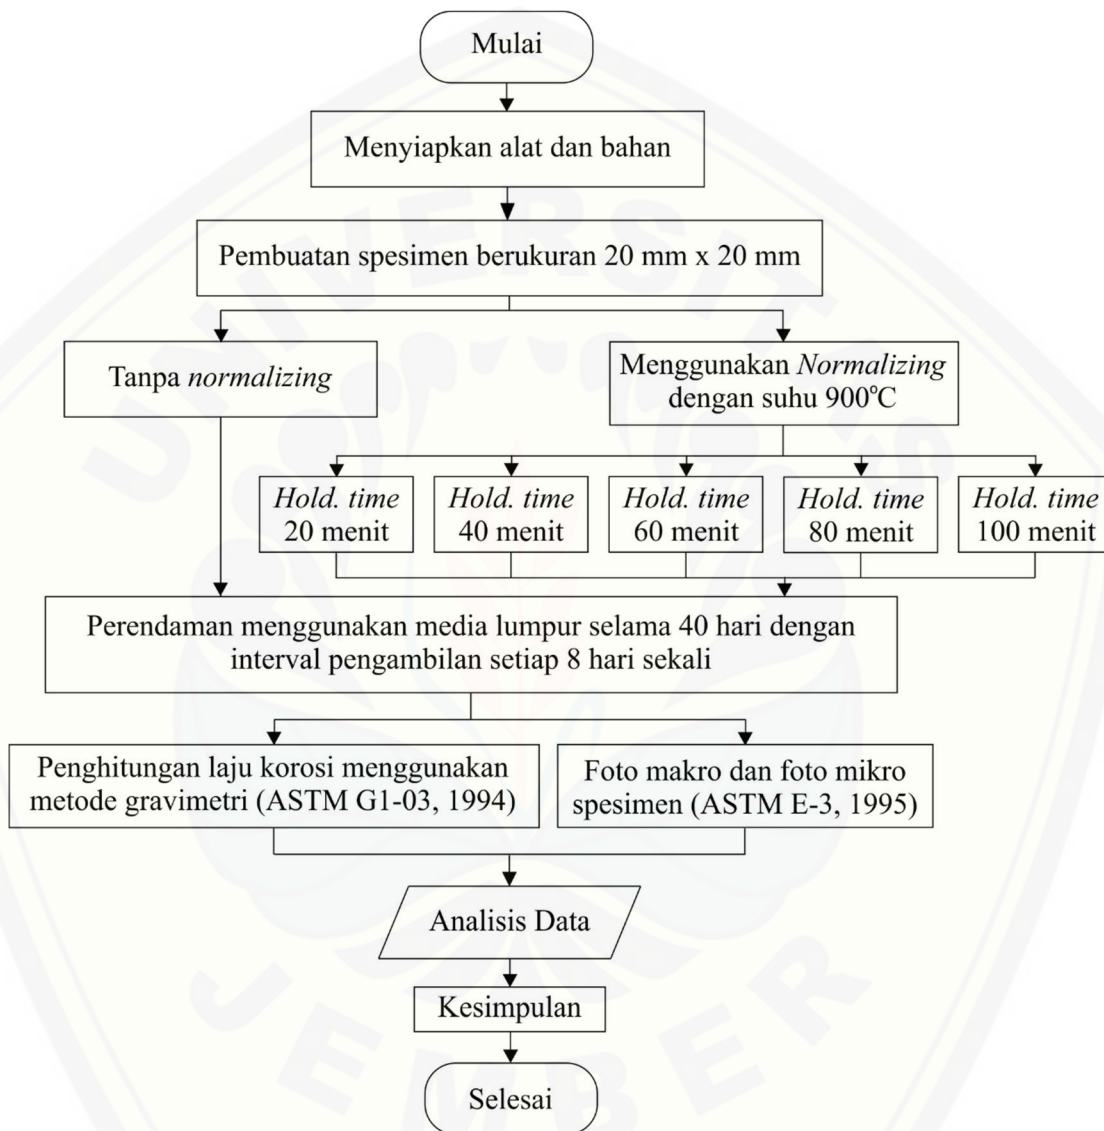 Mulai
Menyiapkan alat dan bahan
Pembuatan spesimen berukuran 20 mm x 20 mm
Tanpa normalizing
Menggunakan Normalizing
dengan suhu 900°C
Hold. time
20 menit
Hold. time
40 menit
Hold. time
60 menit
Hold. time
80 menit
Hold. time
100 menit
Perendaman menggunakan media lumpur selama 40 hari dengan
interval pengambilan setiap 8 hari sekali
Penghitungan laju korosi menggunakan
metode gravimetri (ASTM G1-03, 1994)
Foto makro dan foto mikro
spesimen (ASTM E-3, 1995)
Analisis Data
Kesimpulan
Selesai
UNIVERSITAS
JEMBER